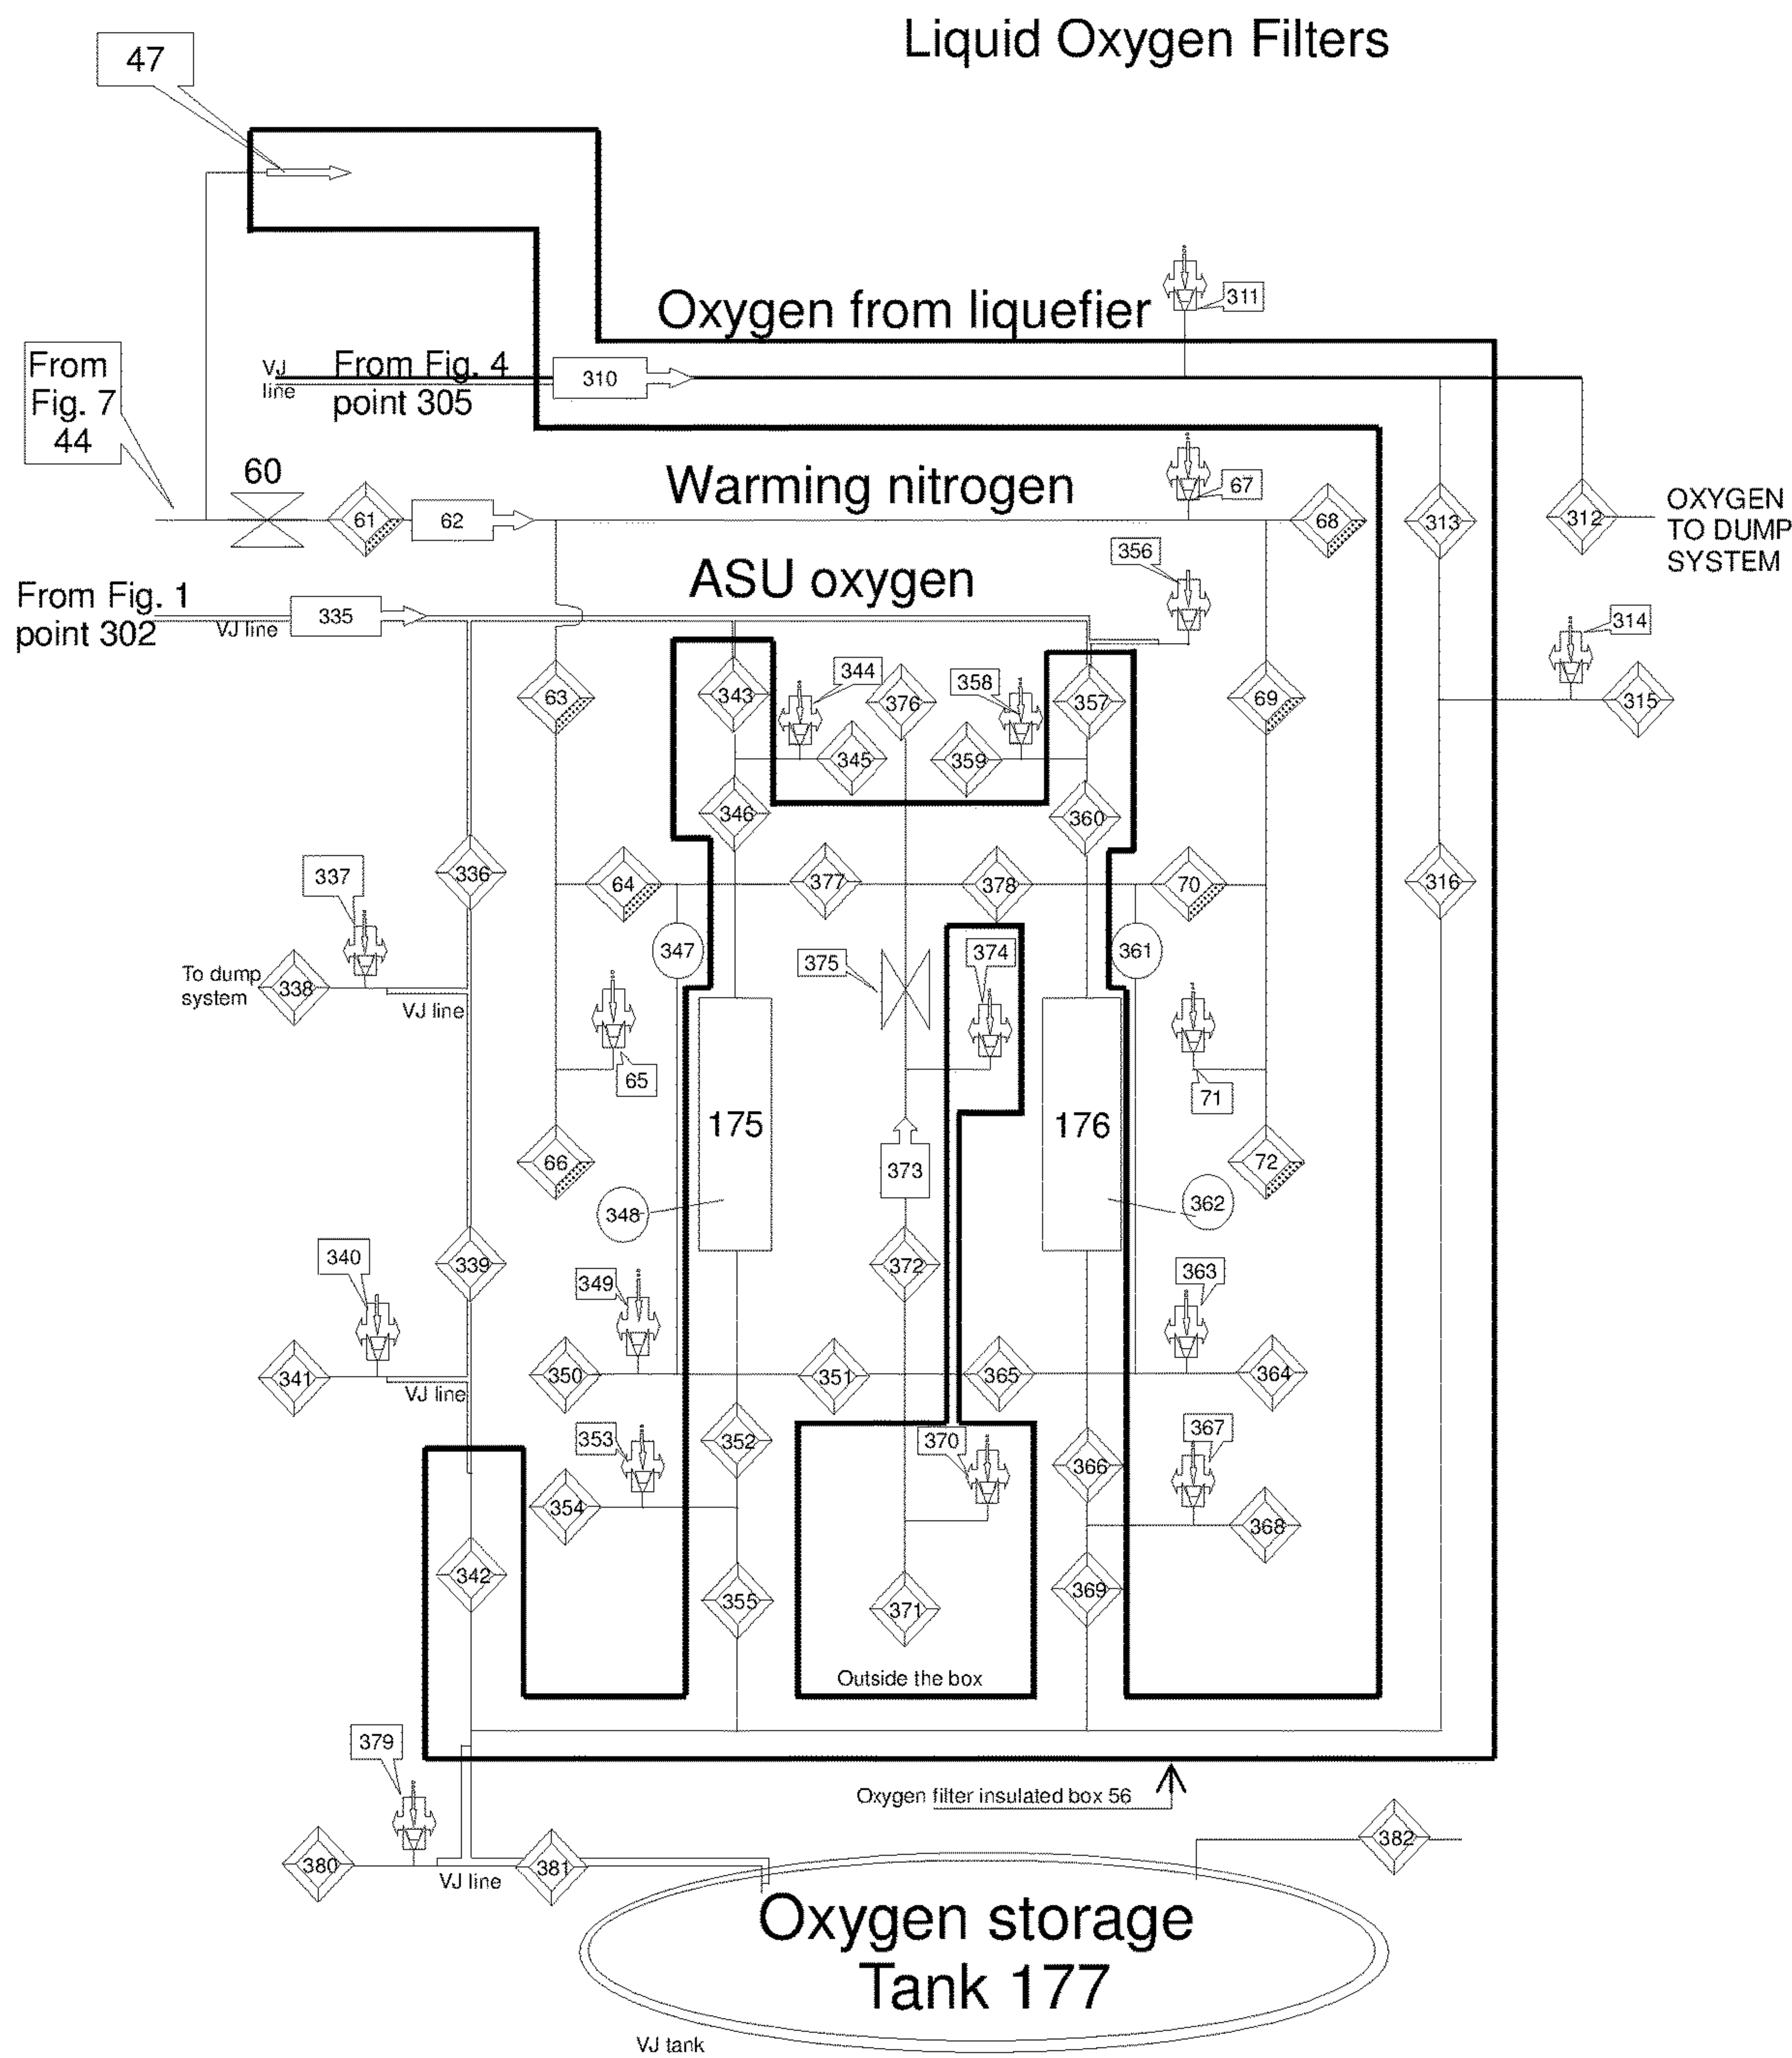 Liquid Oxygen Filters
47
Oxygen from liquefier
311
From
Fig. 7
44
VJ
line
From Fig. 4
point 305
310
60
Warming nitrogen
67
61
62
68
313
312
OXYGEN
TO DUMP
SYSTEM
356
ASU oxygen
From Fig. 1
point 302
VJ line
335
314
63
343
344
376
358
357
69
315
345
359
346
360
337
336
64
377
378
70
316
347
375
374
361
To dump
system
338
VJ line
65
71
175
176
66
373
72
348
362
340
339
349
372
363
341
VJ line
350
351
365
364
353
352
370
367
366
354
368
342
355
371
369
Outside the box
379
Oxygen filter insulated box 56
380
VJ line
381
382
Oxygen storage
Tank 177
VJ tank